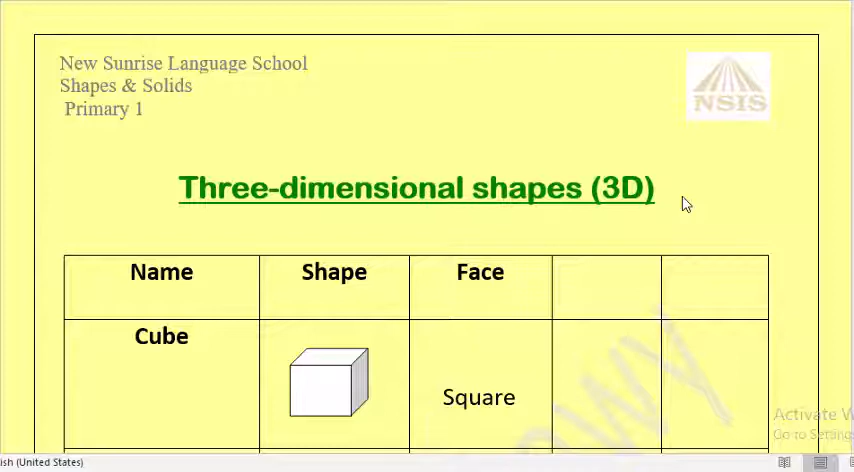 New Sunrise Language School
Shapes & Solids
Primary 1
NSIS
Three-dimensional shapes (3D)
Name Shape Face
Cube
Square
Activate W
Go to Settings
ish (United States)